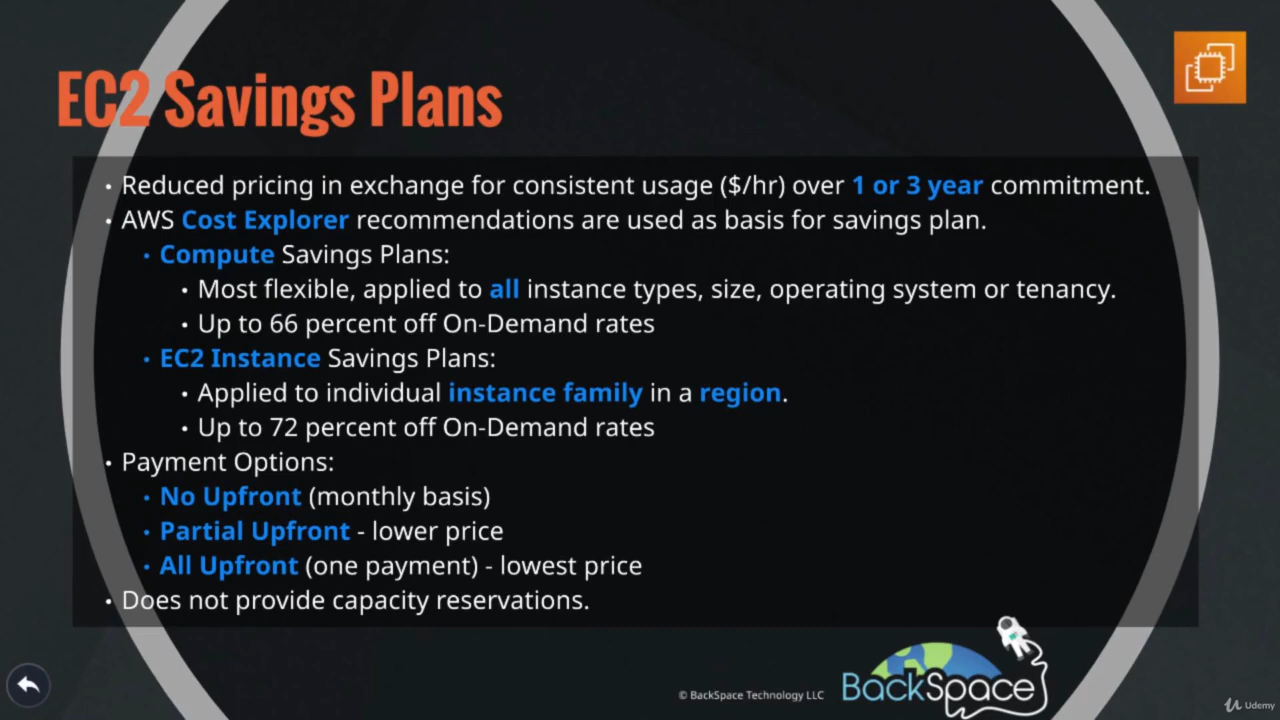 EC2 Savings Plans
• Reduced pricing in exchange for consistent usage ($/hr) over 1 or 3 year commitment.
• AWS Cost Explorer recommendations are used as basis for savings plan.
• Compute Savings Plans:
• Most flexible, applied to all instance types, size, operating system or tenancy.
• Up to 66 percent off On-Demand rates
• EC2 Instance Savings Plans:
• Applied to individual instance family in a region.
• Up to 72 percent off On-Demand rates
• Payment Options:
• No Upfront (monthly basis)
• Partial Upfront - lower price
• All Upfront (one payment) - lowest price
• Does not provide capacity reservations.
© BackSpace Technology LLC
BackSpace
Udemy